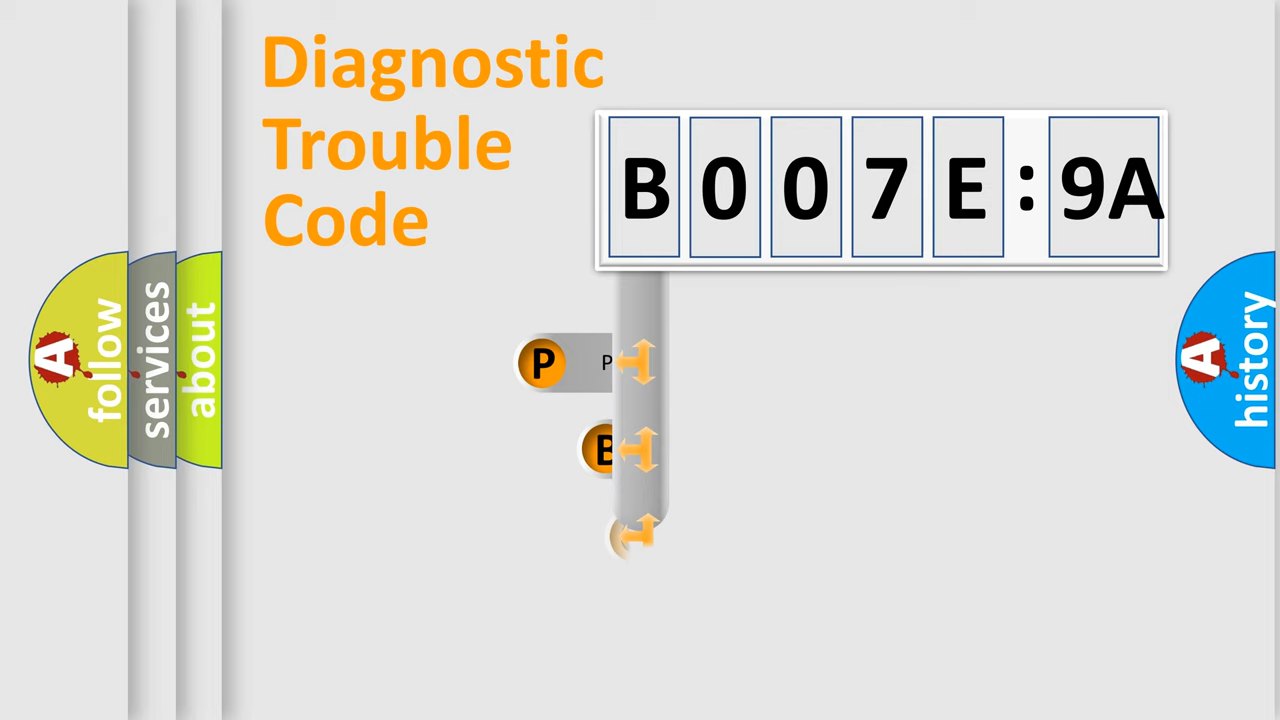 Diagnostic
Trouble
Code
B007E:9A
A follow
services
about
P P
B
A history